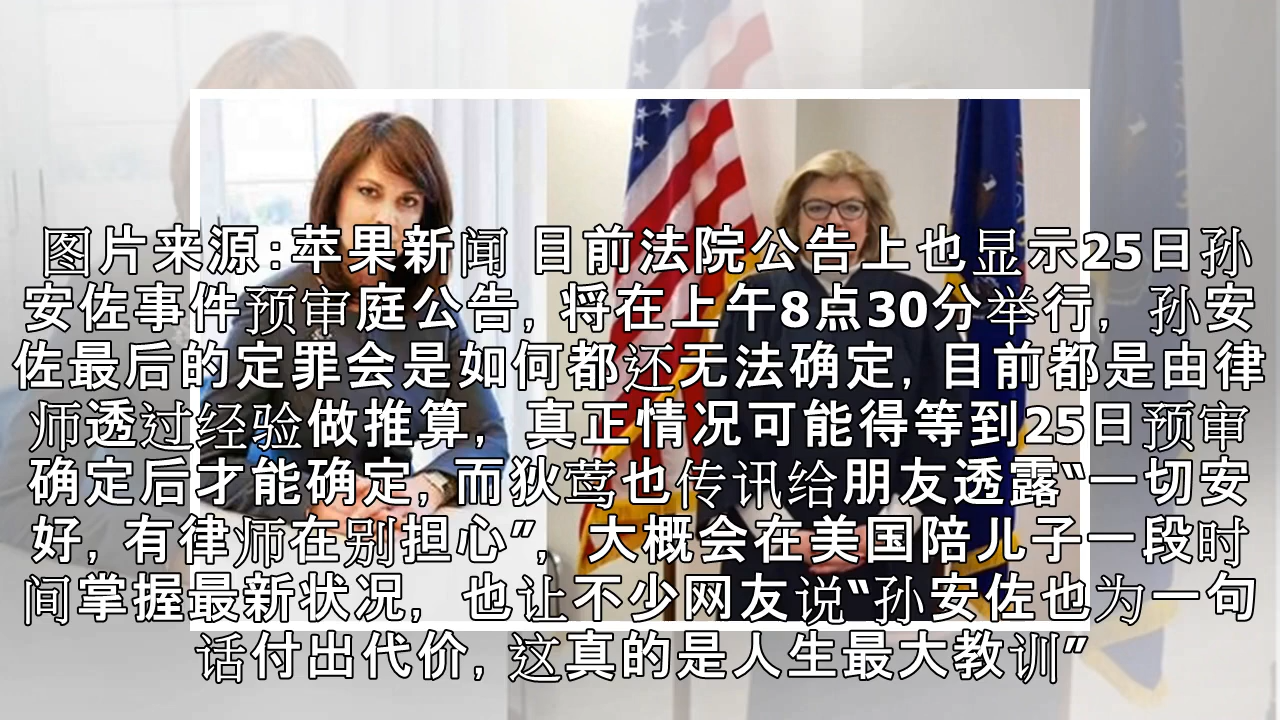 图片来源:苹果新闻 目前法院公告上也显示25日孙
安佐事件预审庭公告, 将在上午8点30分举行, 孙安
佐最后的定罪会是如何都还无法确定, 目前都是由律
师透过经验做推算, 真正情况可能得等到25日预审
确定后才能确定, 而狄莺也传讯给朋友透露“一切安
好, 有律师在别担心”, 大概会在美国陪儿子一段时
间掌握最新状况, 也让不少网友说“孙安佐也为一句
话付出代价, 这真的是人生最大教训”